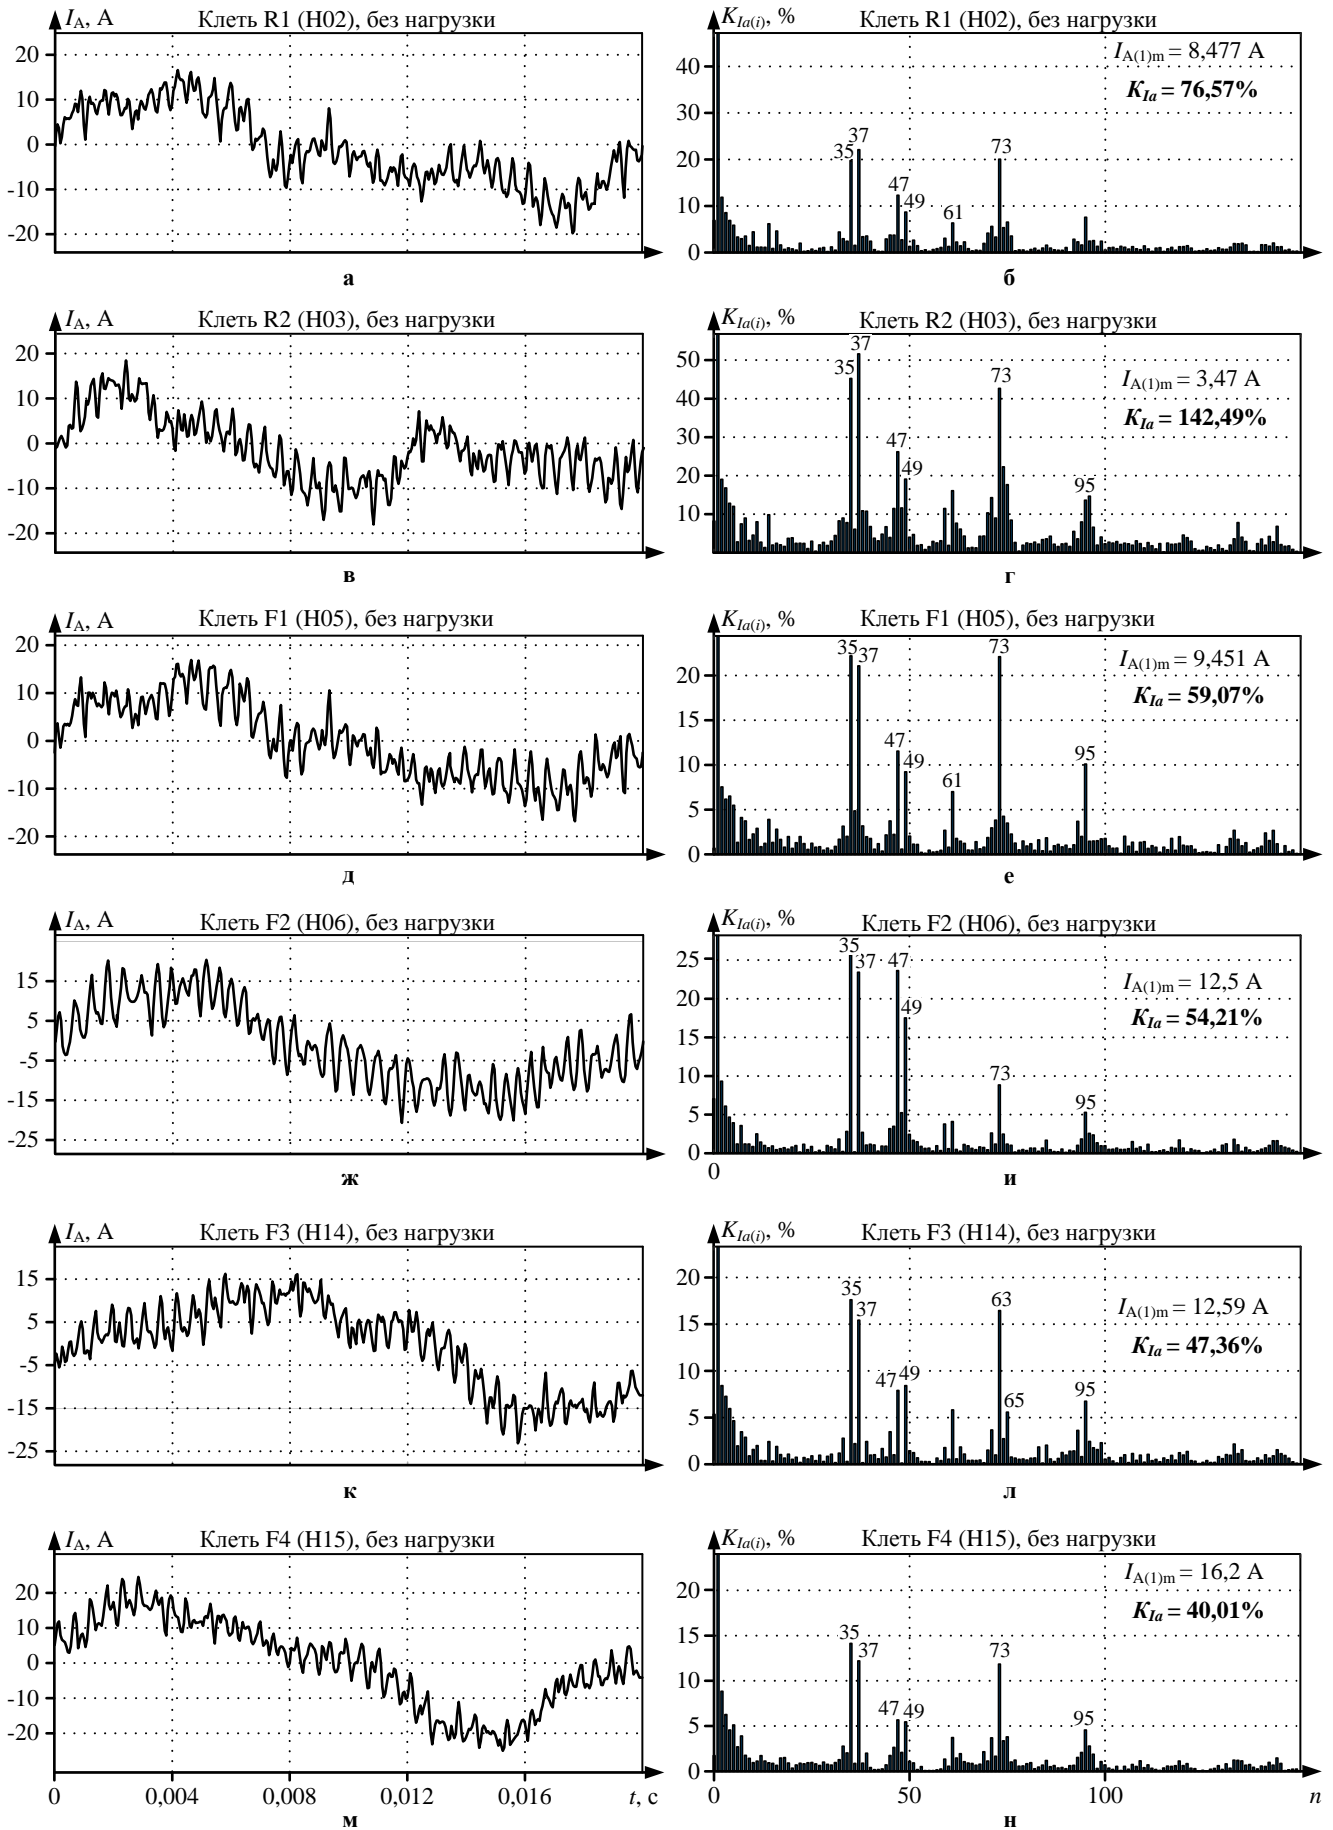 I_A, А Клеть R1 (H02), без нагрузки
20
10
0
-10
-20
а
K_Ia(i), % Клеть R1 (H02), без нагрузки
I_A(1)m = 8,477 А
K_Ia = 76,57%
40
30
20
10
0
35 37 47 49 61 73
б
I_A, А Клеть R2 (H03), без нагрузки
20
10
0
-10
-20
в
K_Ia(i), % Клеть R2 (H03), без нагрузки
I_A(1)m = 3,47 А
K_Ia = 142,49%
50
40
30
20
10
35 37 47 49 73 95
г
I_A, А Клеть F1 (H05), без нагрузки
20
10
0
-10
-20
д
K_Ia(i), % Клеть F1 (H05), без нагрузки
I_A(1)m = 9,451 А
K_Ia = 59,07%
20
15
10
5
0
35 37 47 49 61 73 95
е
I_A, А Клеть F2 (H06), без нагрузки
15
5
-5
-15
-25
ж
K_Ia(i), % Клеть F2 (H06), без нагрузки
I_A(1)m = 12,5 А
K_Ia = 54,21%
25
20
15
10
5
0
0
35 37 47 49 73 95
и
I_A, А Клеть F3 (H14), без нагрузки
15
5
-5
-15
-25
к
K_Ia(i), % Клеть F3 (H14), без нагрузки
I_A(1)m = 12,59 А
K_Ia = 47,36%
20
15
10
5
0
35 37 47 49 63 65 95
л
I_A, А Клеть F4 (H15), без нагрузки
20
10
0
-10
-20
0 0,004 0,008 0,012 0,016 t, с
м
K_Ia(i), % Клеть F4 (H15), без нагрузки
I_A(1)m = 16,2 А
K_Ia = 40,01%
20
15
10
5
0
35 37 47 49 73 95
0 50 100 n
н